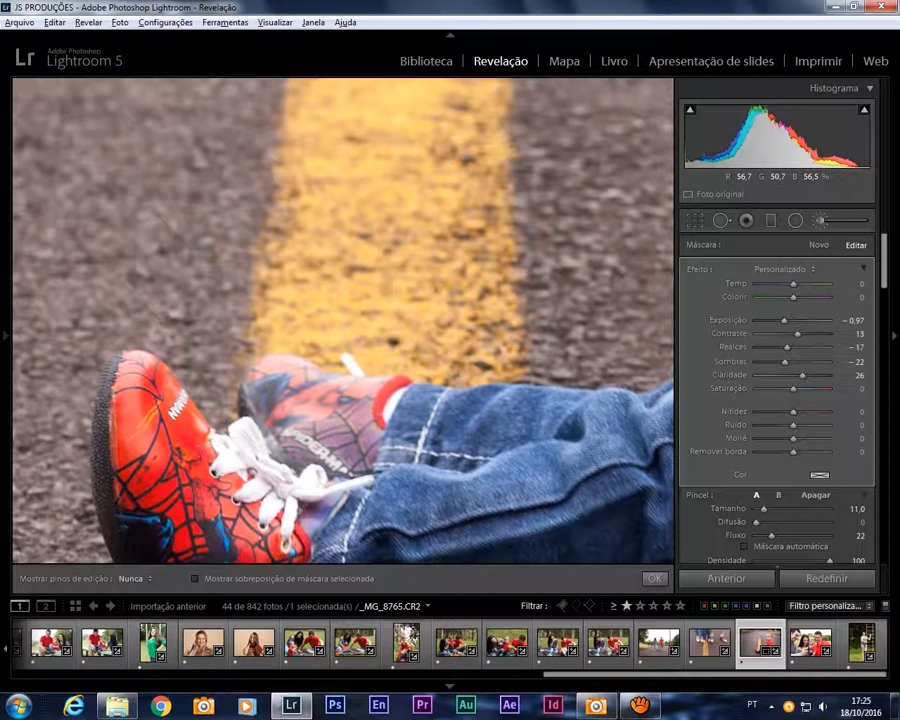 JS PRODUÇÕES - Adobe Photoshop Lightroom - Revelação
Arquivo Editar Revelar Foto Configurações Ferramentas Visualizar Janela Ajuda
Lr Adobe Photoshop
Lightroom 5
Biblioteca | Revelação | Mapa | Livro | Apresentação de slides | Imprimir | Web
Histograma
R 56,7 G 50,7 B 56,5 %
Foto original
Máscara: Novo Editar
Efeito: Personalizado
Temp 0
Colorir 0
Exposição - 0,97
Contraste 13
Realces - 17
Sombras - 22
Claridade 26
Saturação 0
Nitidez 0
Ruído 0
Moiré 0
Remover borda 0
Cor
Pincel: A B Apagar
Tamanho 11,0
Difusão 0
Fluxo 22
Máscara automática
Densidade 100
Mostrar pinos de edição: Nunca Mostrar sobreposição de máscara selecionada OK
Anterior Redefinir
1 2 Importação anterior 44 de 842 fotos /1 selecionada(s) /_MG_8765.CR2 Filtrar: ≥ Filtro personaliza...
Lr Ps En Pr Au Ae Id PT 17:25
18/10/2016